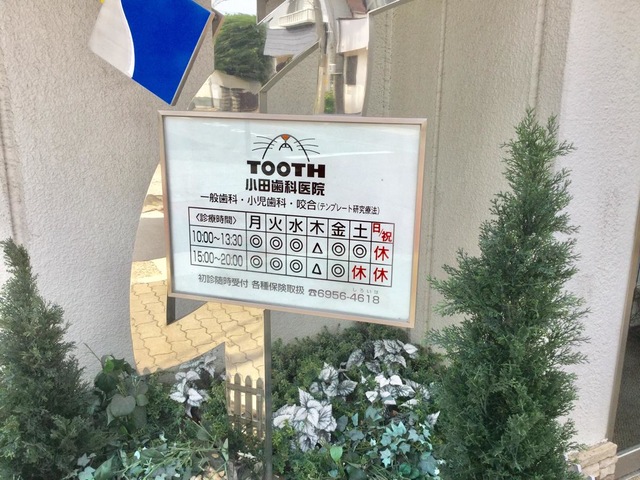 TOOTH
小田歯科医院
一般歯科・小児歯科・咬合(テンプレート研究療法)
〈診療時間〉 月 火 水 木 金 土 日/祝
10:00～13:30 ◎ ◎ ◎ △ ◎ ◎ 休
15:00～20:00 ◎ ◎ ◎ △ ◎ 休 休
初診随時受付 各種保険取扱 ☎6956-4618